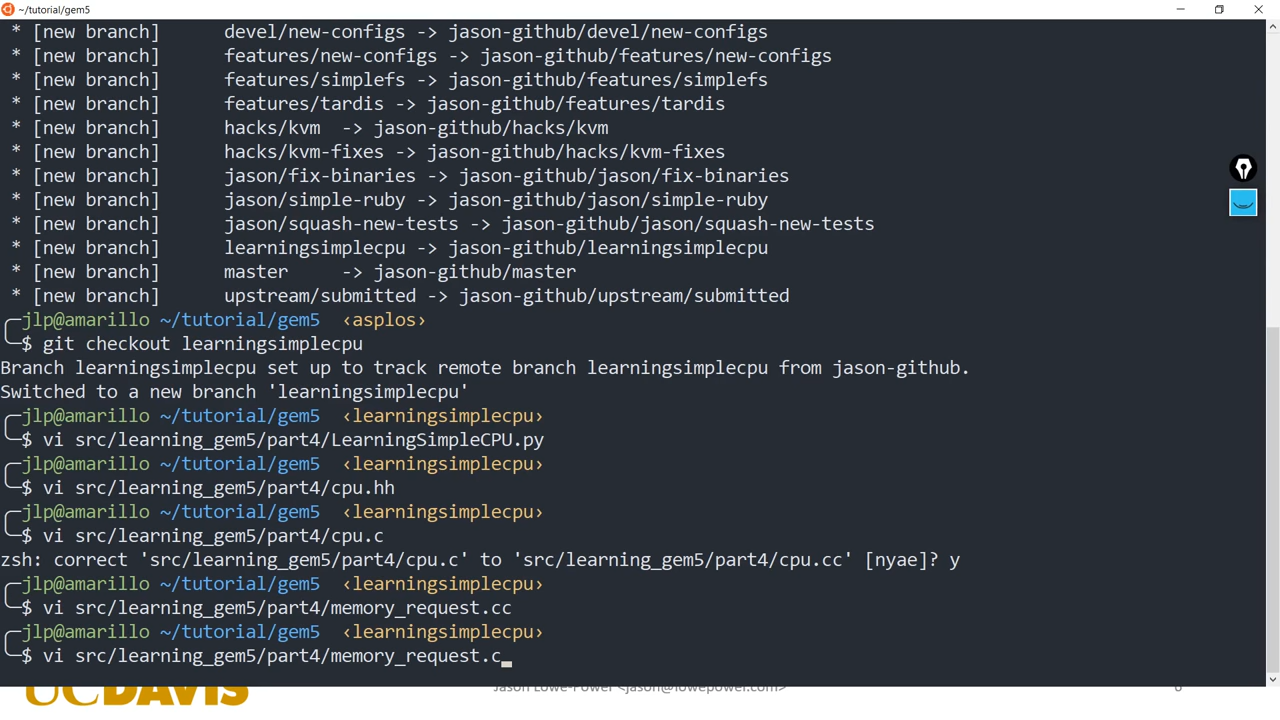 ~/tutorial/gem5
* [new branch] devel/new-configs -> jason-github/devel/new-configs
* [new branch] features/new-configs -> jason-github/features/new-configs
* [new branch] features/simplefs -> jason-github/features/simplefs
* [new branch] features/tardis -> jason-github/features/tardis
* [new branch] hacks/kvm -> jason-github/hacks/kvm
* [new branch] hacks/kvm-fixes -> jason-github/hacks/kvm-fixes
* [new branch] jason/fix-binaries -> jason-github/jason/fix-binaries
* [new branch] jason/simple-ruby -> jason-github/jason/simple-ruby
* [new branch] jason/squash-new-tests -> jason-github/jason/squash-new-tests
* [new branch] learningsimplecpu -> jason-github/learningsimplecpu
* [new branch] master -> jason-github/master
* [new branch] upstream/submitted -> jason-github/upstream/submitted
jlp@amarillo ~/tutorial/gem5 ‹asplos›
$ git checkout learningsimplecpu
Branch learningsimplecpu set up to track remote branch learningsimplecpu from jason-github.
Switched to a new branch 'learningsimplecpu'
jlp@amarillo ~/tutorial/gem5 ‹learningsimplecpu›
$ vi src/learning_gem5/part4/LearningSimpleCPU.py
jlp@amarillo ~/tutorial/gem5 ‹learningsimplecpu›
$ vi src/learning_gem5/part4/cpu.hh
jlp@amarillo ~/tutorial/gem5 ‹learningsimplecpu›
$ vi src/learning_gem5/part4/cpu.c
zsh: correct 'src/learning_gem5/part4/cpu.c' to 'src/learning_gem5/part4/cpu.cc' [nyae]? y
jlp@amarillo ~/tutorial/gem5 ‹learningsimplecpu›
$ vi src/learning_gem5/part4/memory_request.cc
jlp@amarillo ~/tutorial/gem5 ‹learningsimplecpu›
$ vi src/learning_gem5/part4/memory_request.c
UCDAVIS Jason Lowe-Power <jason@lowepower.com>